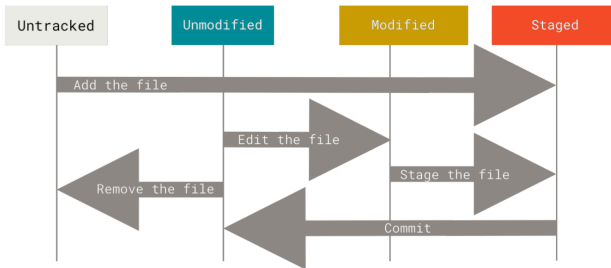 Untracked
Unmodified
Modified
Staged
Add the file
Edit the file
Stage the file
Remove the file
Commit